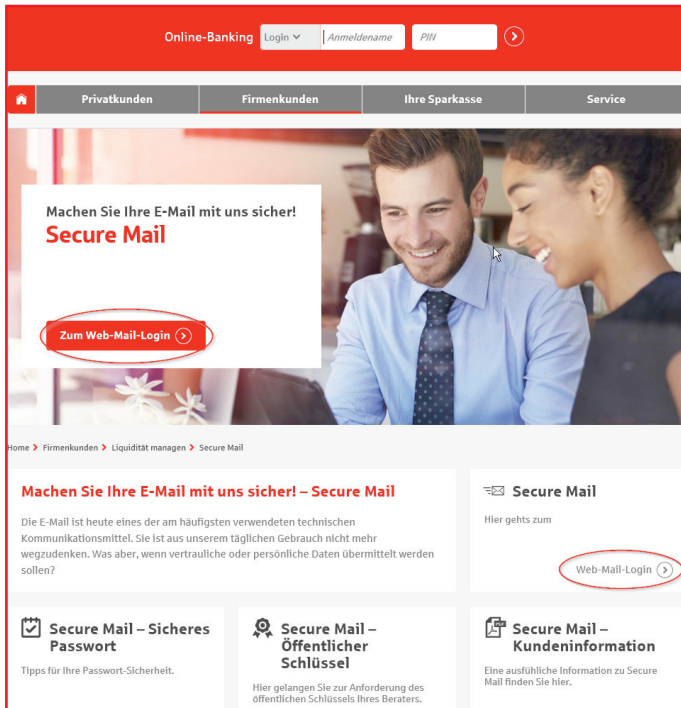 Online-Banking Login Anmeldename PIN
Privatkunden Firmenkunden Ihre Sparkasse Service
Machen Sie Ihre E-Mail mit uns sicher!
Secure Mail
Zum Web-Mail-Login
Home Firmenkunden Liquidität managen Secure Mail
Machen Sie Ihre E-Mail mit uns sicher! – Secure Mail
Die E-Mail ist heute eines der am häufigsten verwendeten technischen
Kommunikationsmittel. Sie ist aus unserem täglichen Gebrauch nicht mehr
wegzudenken. Was aber, wenn vertrauliche oder persönliche Daten übermittelt werden
sollen?
Secure Mail
Hier gehts zum
Web-Mail-Login
Secure Mail – Sicheres
Passwort
Tipps für Ihre Passwort-Sicherheit.
Secure Mail –
Öffentlicher
Schlüssel
Hier gelangen Sie zur Anforderung des
öffentlichen Schlüssels Ihres Beraters.
PDF
Secure Mail –
Kundeninformation
Eine ausfühliche Information zu Secure
Mail finden Sie hier.